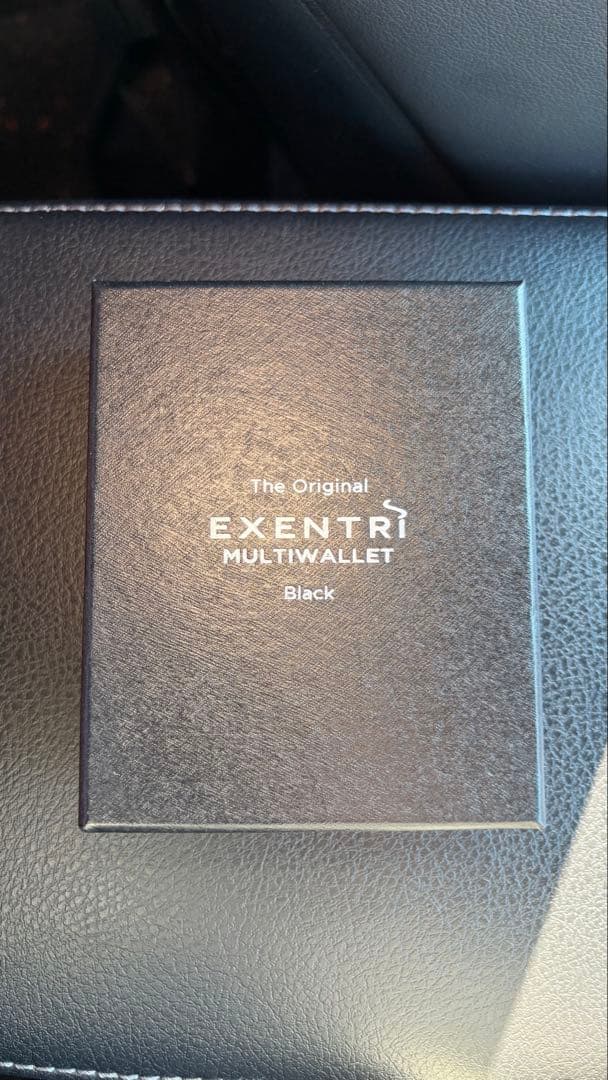 The Original
EXENTRI
MULTIWALLET
Black